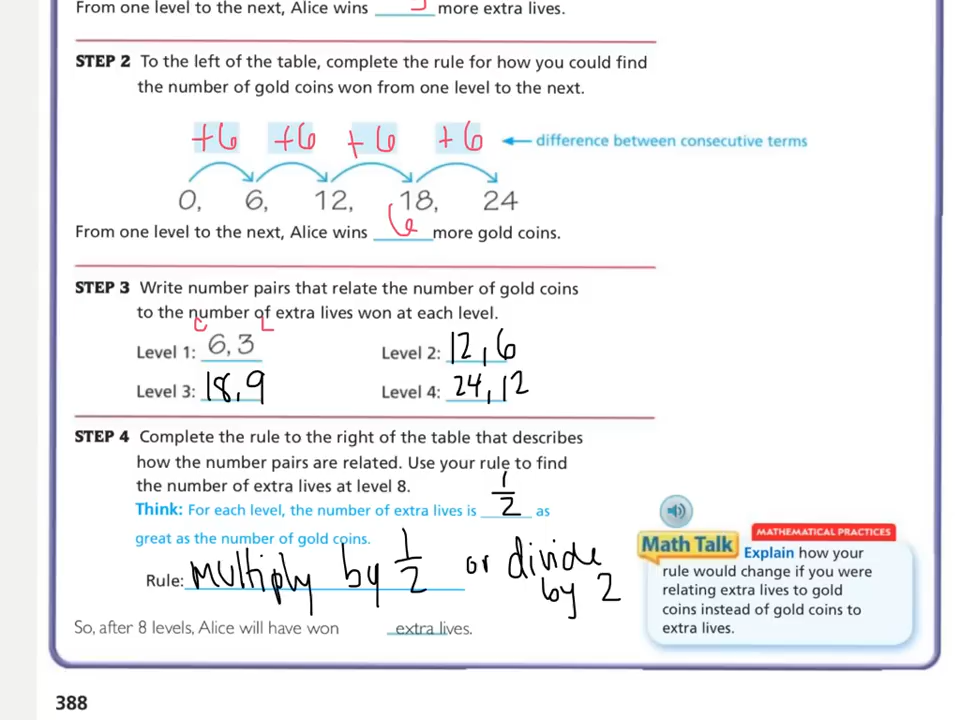 From one level to the next, Alice wins 3 more extra lives.
STEP 2 To the left of the table, complete the rule for how you could find
the number of gold coins won from one level to the next.
+6 +6 +6 +6 difference between consecutive terms
0, 6, 12, 18, 24
From one level to the next, Alice wins 6 more gold coins.
STEP 3 Write number pairs that relate the number of gold coins
to the number of extra lives won at each level.
C L
Level 1: 6, 3 Level 2: 12, 6
Level 3: 18, 9 Level 4: 24, 12
STEP 4 Complete the rule to the right of the table that describes
how the number pairs are related. Use your rule to find
the number of extra lives at level 8.
Think: For each level, the number of extra lives is 1/2 as
great as the number of gold coins.
Rule: multiply by 1/2 or divide by 2
So, after 8 levels, Alice will have won extra lives.
Math Talk
MATHEMATICAL PRACTICES
Explain how your
rule would change if you were
relating extra lives to gold
coins instead of gold coins to
extra lives.
388